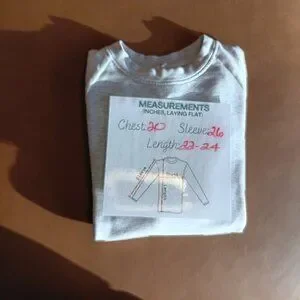 MEASUREMENTS
(INCHES, LAYING FLAT)
Chest: 20 Sleeve: 26
Length: 22-24